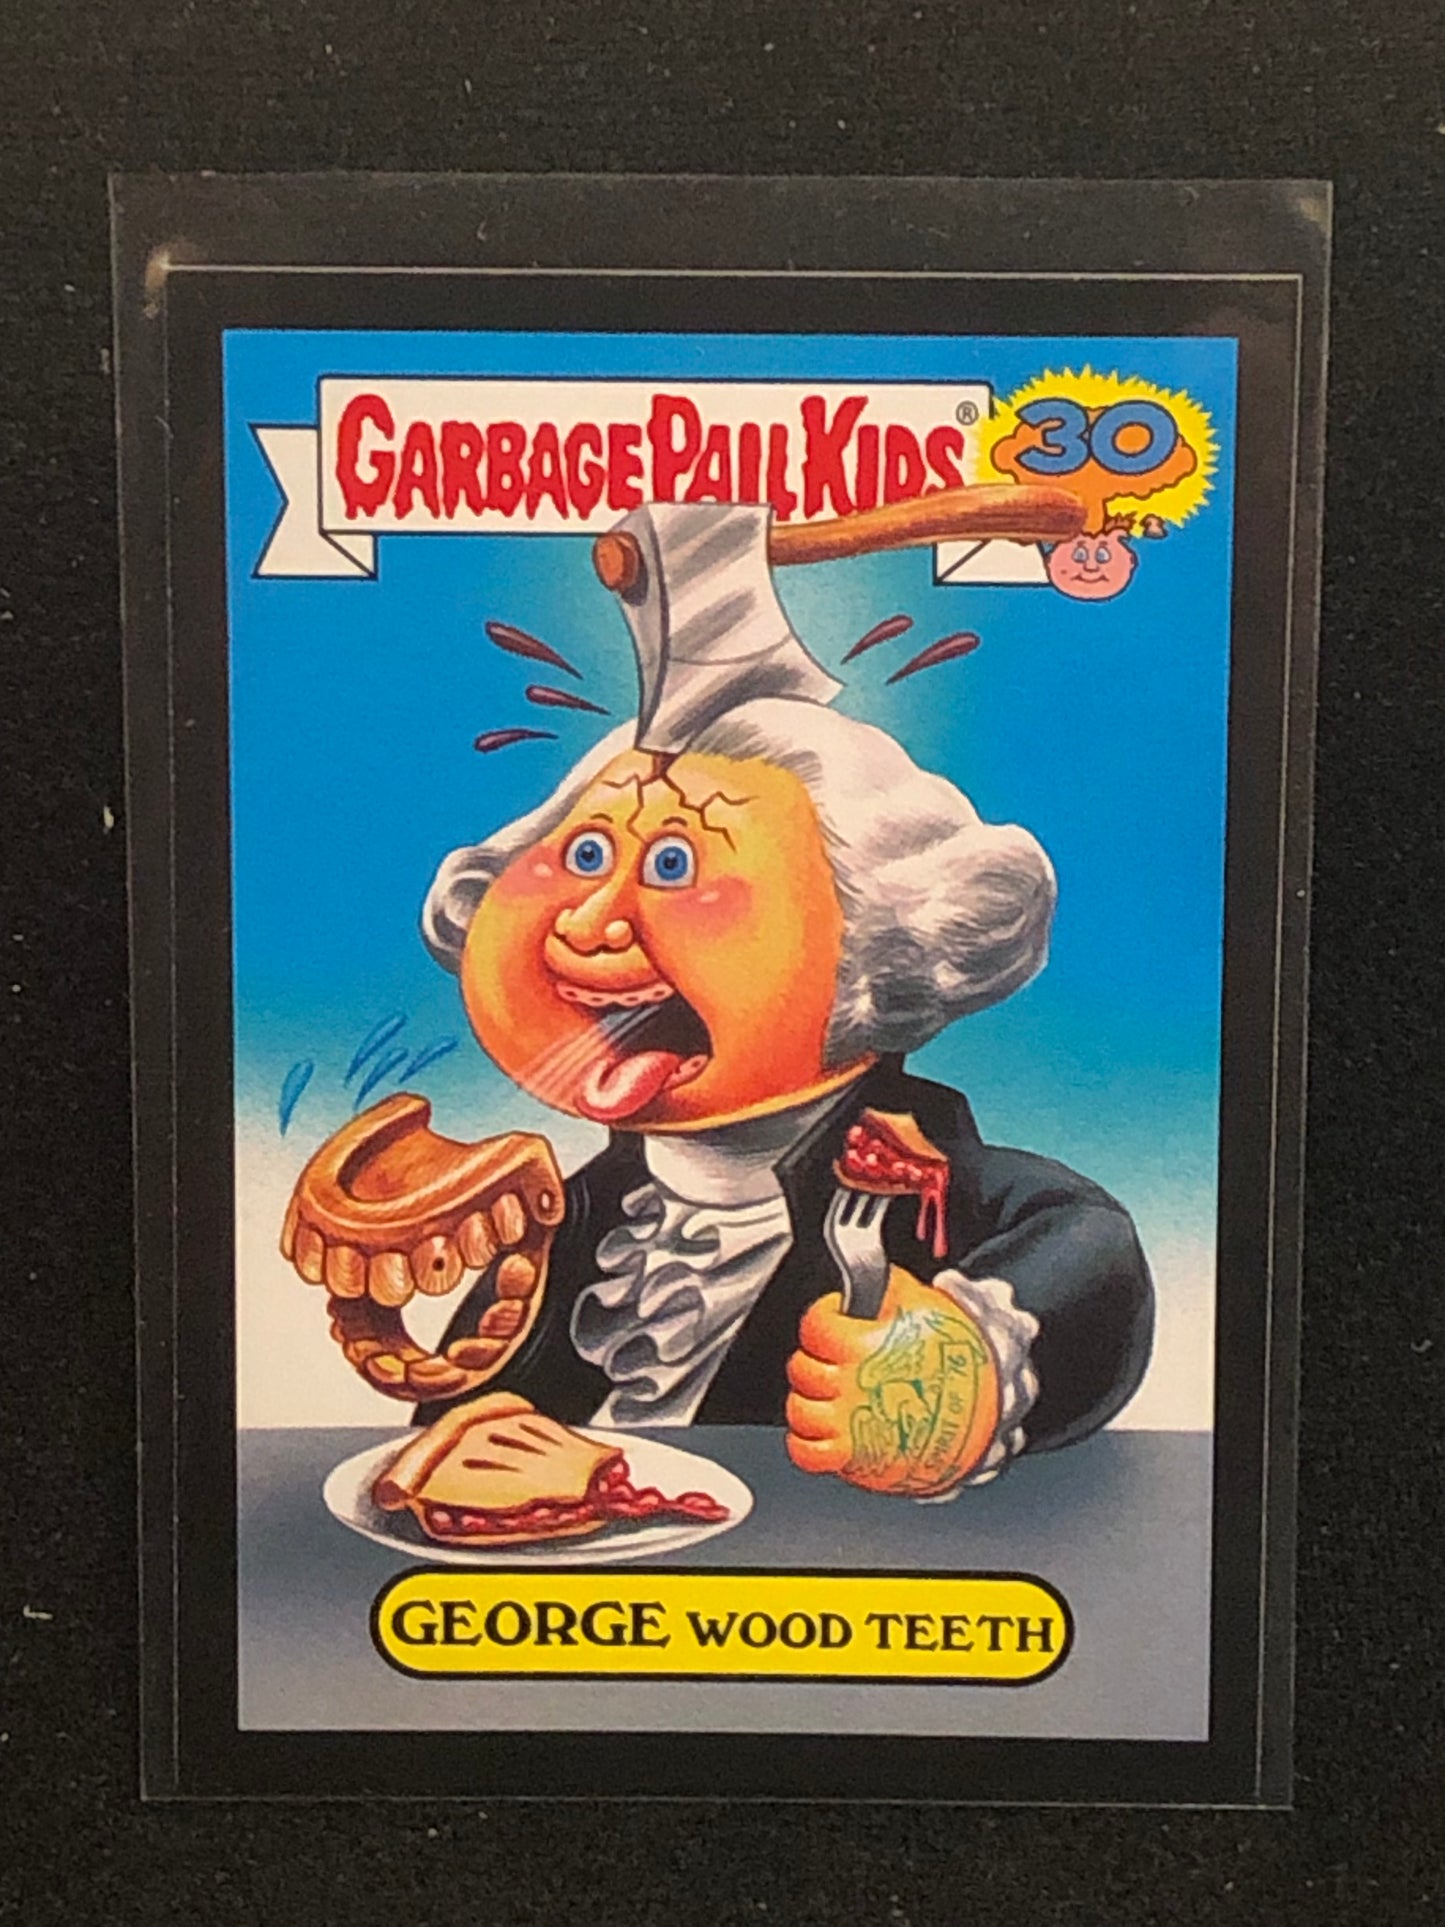 GARBAGE PAIL KIDS ®
30
SPIRIT OF '76
GEORGE WOOD TEETH